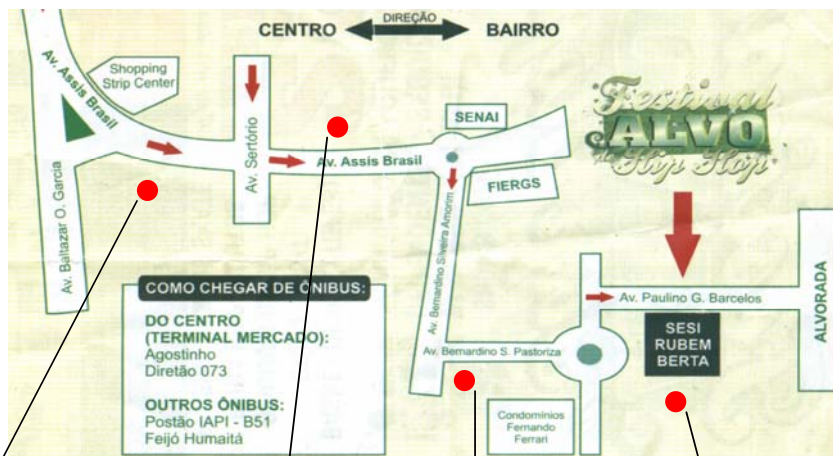 DIREÇÃO
CENTRO
BAIRRO
Shopping
Strip Center
Av. Assis Brasil
Av. Baltazar O. Garcia
Av. Sertório
Av. Assis Brasil
SENAI
FIERGS
Festival
ALVO
de Hip Hop
Av. Bernardino Silveira Amorim
Av. Bernardino S. Pastoriza
Av. Paulino G. Barcelos
ALVORADA
SESI
RUBEM
BERTA
Condomínios
Fernando
Ferrari
COMO CHEGAR DE ÔNIBUS:
DO CENTRO
(TERMINAL MERCADO):
Agostinho
Diretão 073
OUTROS ÔNIBUS:
Postão IAPI - B51
Feijó Humaitá